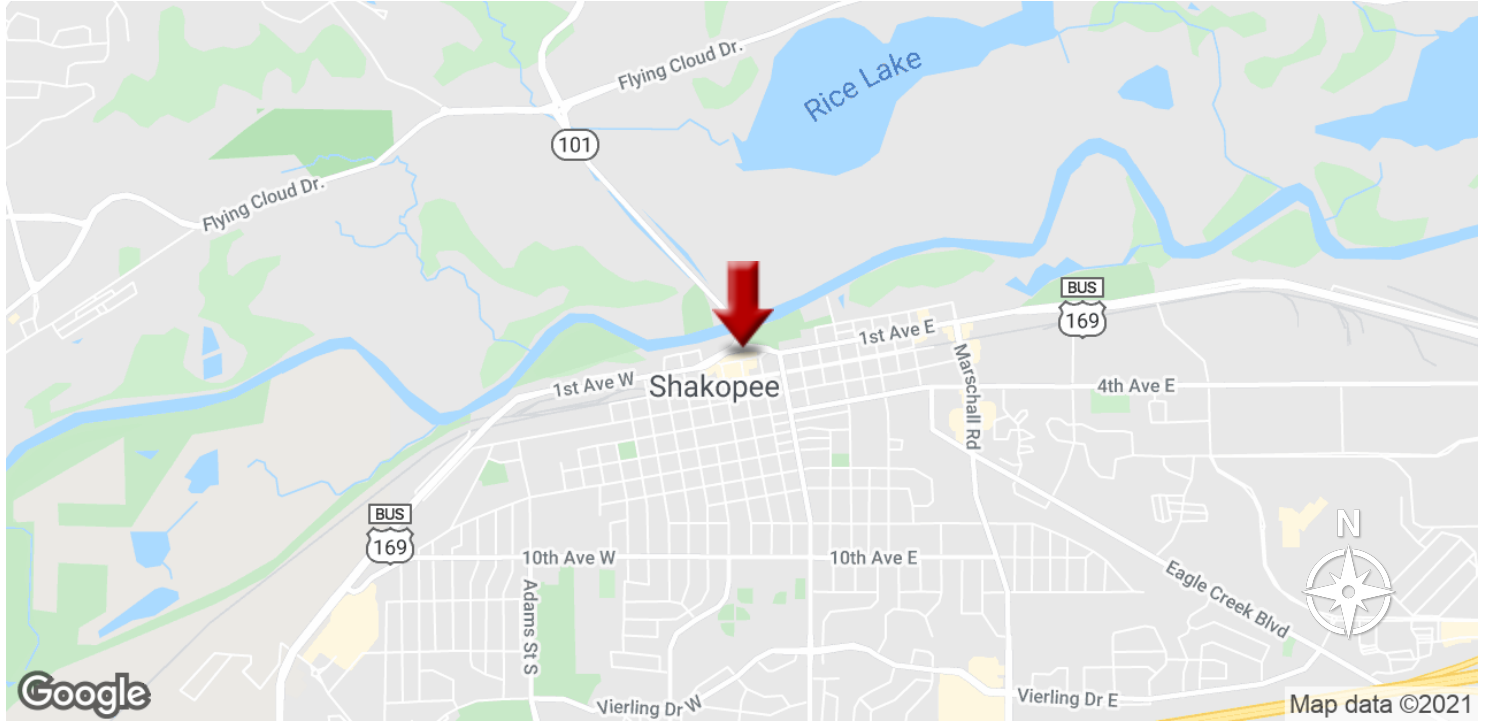 Flying Cloud Dr.
Rice Lake
101
Flying Cloud Dr.
BUS
169
1st Ave E
1st Ave W
Shakopee
Marschall Rd
4th Ave E
BUS
169
N
10th Ave W
10th Ave E
Adams St S
Eagle Creek Blvd
Vierling Dr W
Vierling Dr E
Google
Map data ©2021